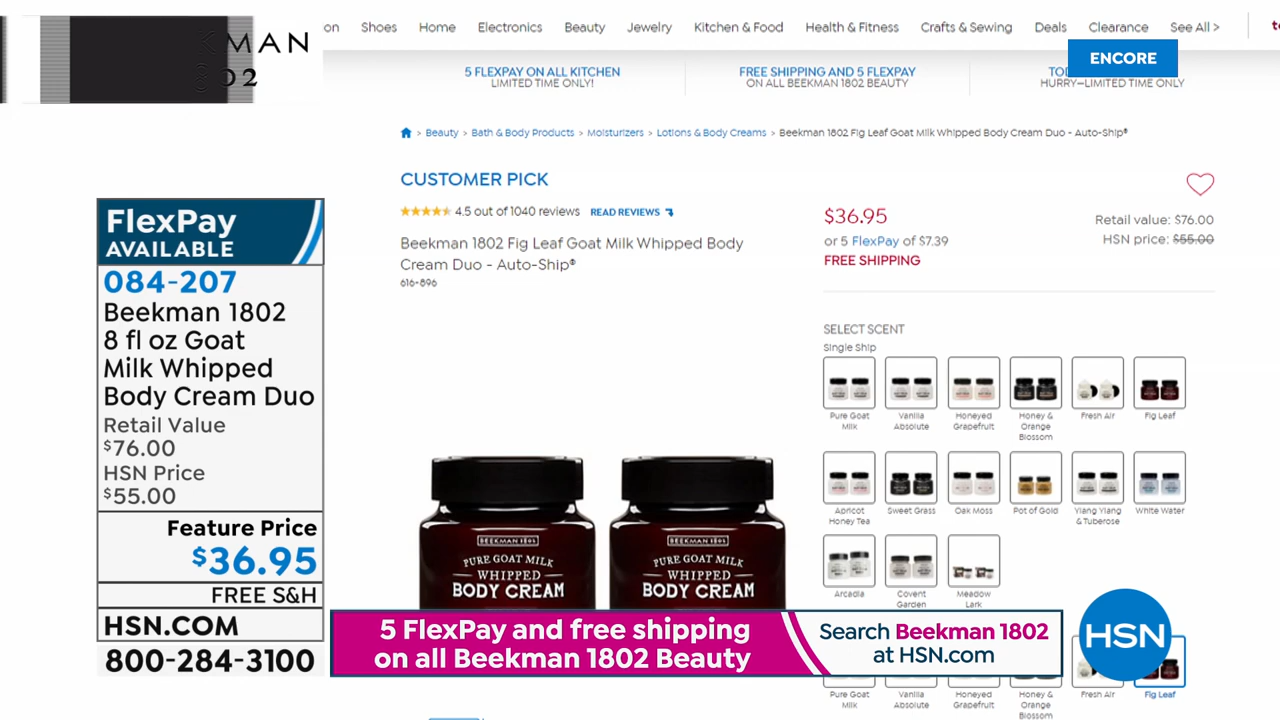 KMAN
1802
on Shoes Home Electronics Beauty Jewelry Kitchen & Food Health & Fitness Crafts & Sewing Deals Clearance See All >
ENCORE
5 FLEXPAY ON ALL KITCHEN
LIMITED TIME ONLY!
FREE SHIPPING AND 5 FLEXPAY
ON ALL BEEKMAN 1802 BEAUTY
HURRY—LIMITED TIME ONLY
Beauty > Bath & Body Products > Moisturizers > Lotions & Body Creams > Beekman 1802 Fig Leaf Goat Milk Whipped Body Cream Duo - Auto-Ship®
CUSTOMER PICK
4.5 out of 1040 reviews READ REVIEWS
Beekman 1802 Fig Leaf Goat Milk Whipped Body
Cream Duo - Auto-Ship®
616-896
$36.95
or 5 FlexPay of $7.39
FREE SHIPPING
Retail value: $76.00
HSN price: $55.00
SELECT SCENT
Single Ship
Pure Goat
Milk
Vanilla
Absolute
Honeyed
Grapefruit
Honey &
Orange
Blossom
Fresh Air
Fig Leaf
Apricot
Honey Tea
Sweet Grass
Oak Moss
Pot of Gold
Ylang Ylang
& Tuberose
White Water
Arcadia
Covent
Garden
Meadow
Lark
Pure Goat
Milk
Vanilla
Absolute
Honeyed
Grapefruit
Honey &
Orange
Blossom
Fresh Air
Fig Leaf
BEEKMAN 1802
PURE GOAT MILK
WHIPPED
BODY CREAM
BEEKMAN 1802
PURE GOAT MILK
WHIPPED
BODY CREAM
FlexPay
AVAILABLE
084-207
Beekman 1802
8 fl oz Goat
Milk Whipped
Body Cream Duo
Retail Value
$76.00
HSN Price
$55.00
Feature Price
$36.95
FREE S&H
HSN.COM
800-284-3100
5 FlexPay and free shipping
on all Beekman 1802 Beauty
Search Beekman 1802
at HSN.com
HSN